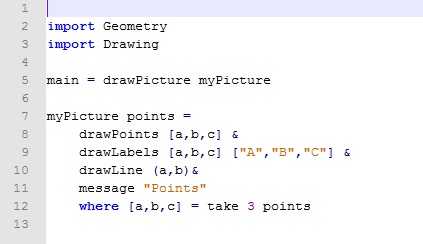 1
2 import Geometry
3 import Drawing
4
5 main = drawPicture myPicture
6
7 myPicture points =
8     drawPoints [a,b,c] &
9     drawLabels [a,b,c] ["A","B","C"] &
10     drawLine (a,b)&
11     message "Points"
12     where [a,b,c] = take 3 points
13